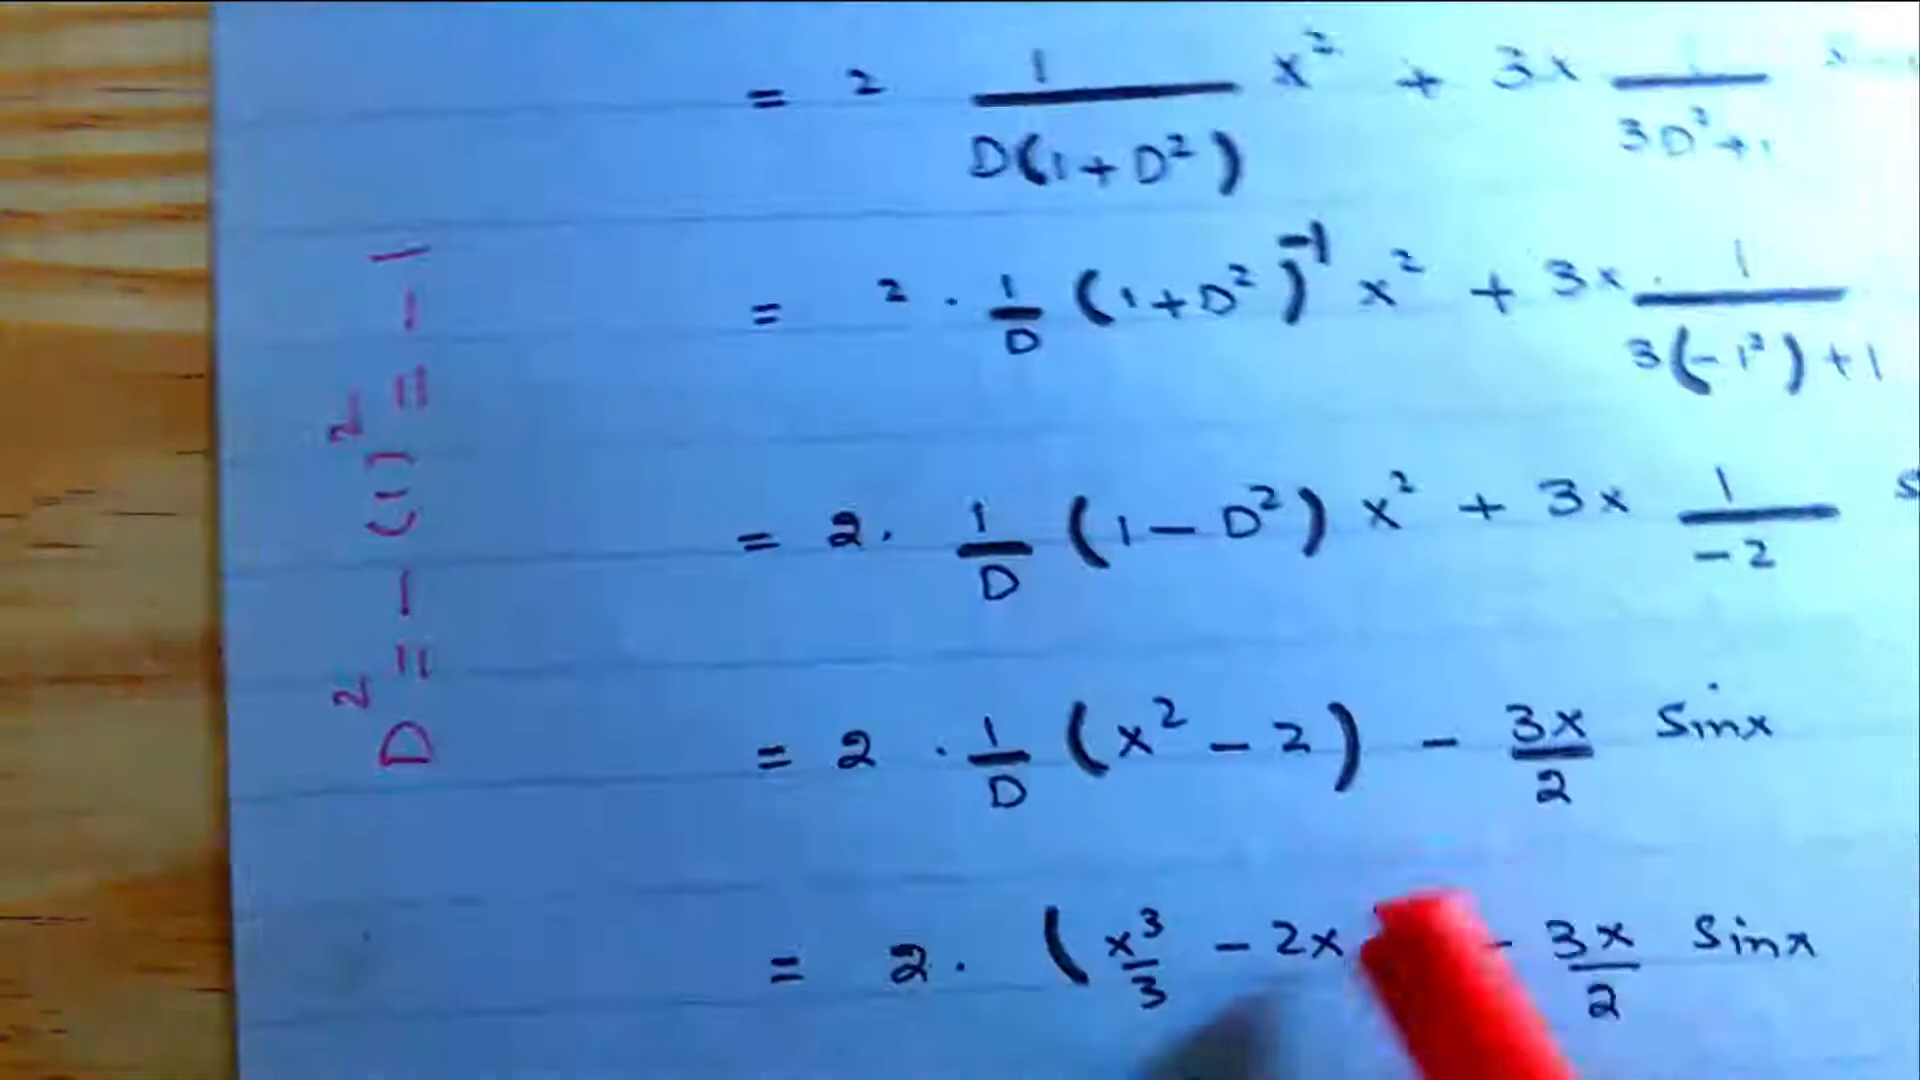 = 2 1/D(1+D²) x² + 3x 1/3D²+1
= 2 · 1/D (1+D²)⁻¹ x² + 3x · 1/3(-1²)+1
= 2 · 1/D (1-D²) x² + 3x 1/-2 S
= 2 · 1/D (x² - 2) - 3x/2 Sinx
= 2 · (x³/3 - 2x - 3x/2 Sinx
D² = -(1)² = -1